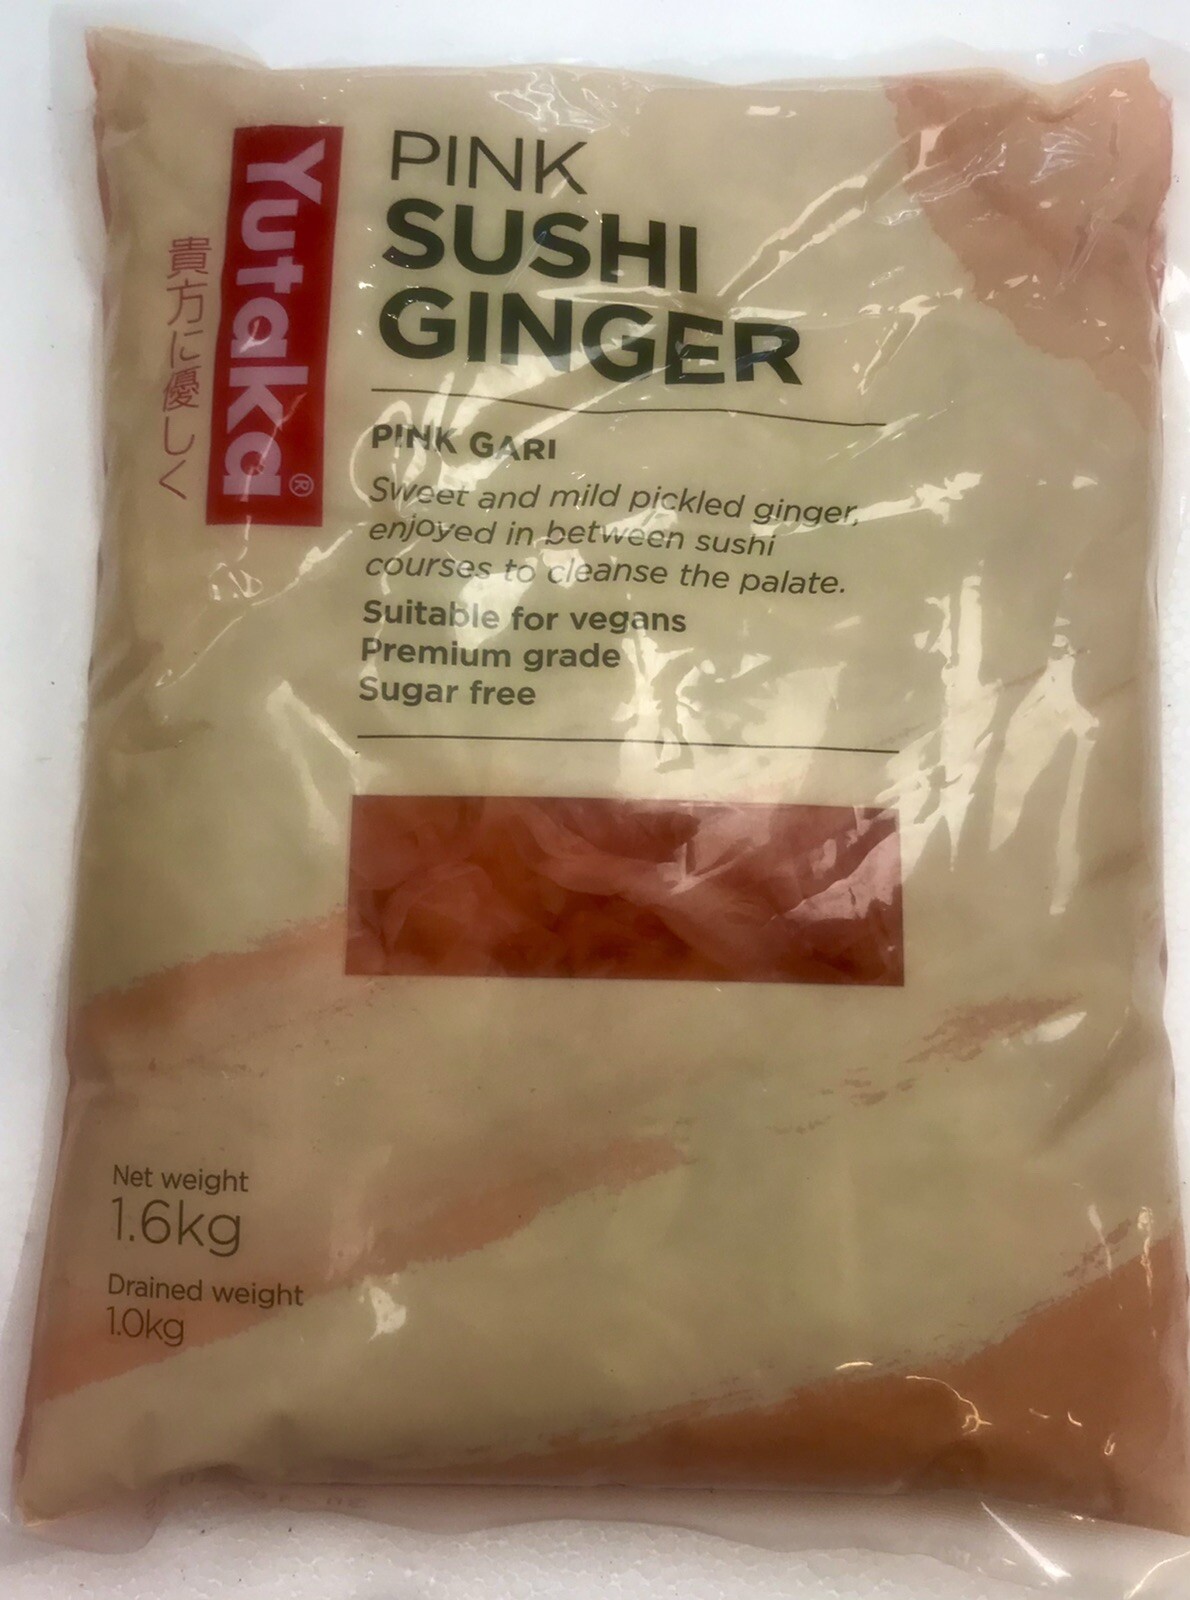 Yutaka®
貴方に優しく
PINK
SUSHI
GINGER
PINK GARI
Sweet and mild pickled ginger,
enjoyed in between sushi
courses to cleanse the palate.
Suitable for vegans
Premium grade
Sugar free
Net weight
1.6kg
Drained weight
1.0kg